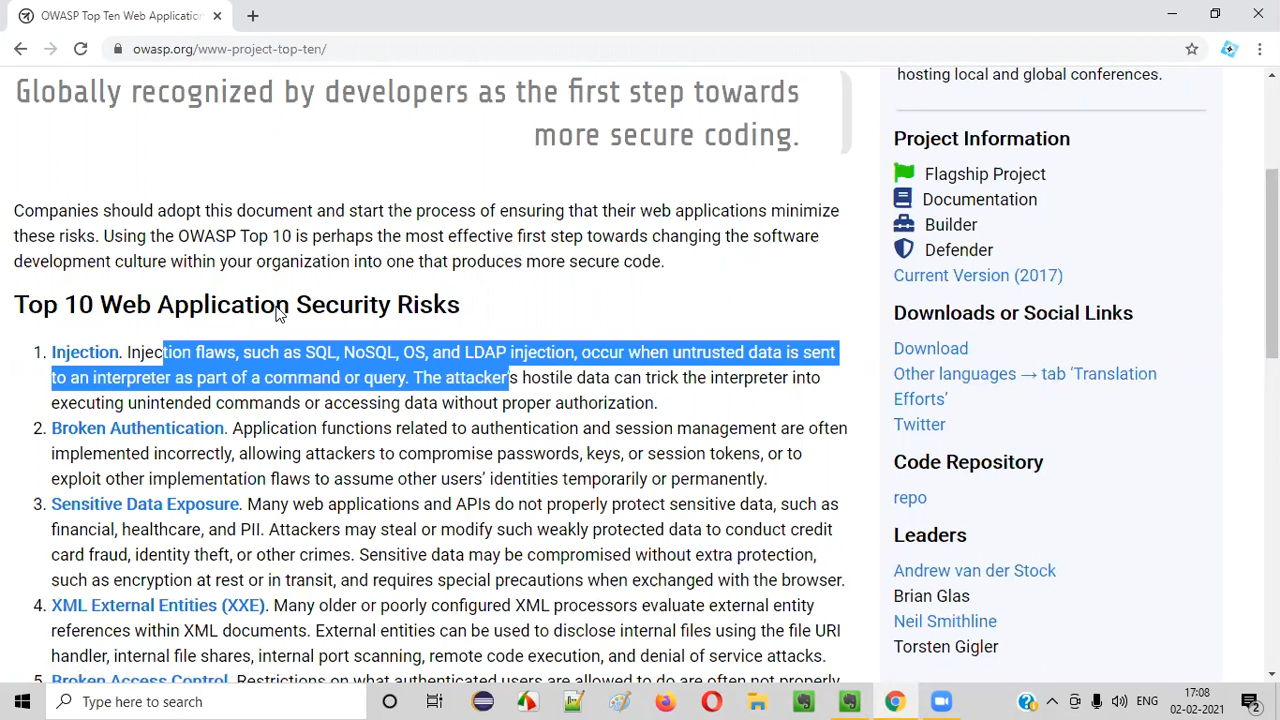 OWASP Top Ten Web Application
owasp.org/www-project-top-ten/
Globally recognized by developers as the first step towards
more secure coding.
Companies should adopt this document and start the process of ensuring that their web applications minimize
these risks. Using the OWASP Top 10 is perhaps the most effective first step towards changing the software
development culture within your organization into one that produces more secure code.
Top 10 Web Application Security Risks
1. Injection. Injection flaws, such as SQL, NoSQL, OS, and LDAP injection, occur when untrusted data is sent
to an interpreter as part of a command or query. The attacker's hostile data can trick the interpreter into
executing unintended commands or accessing data without proper authorization.
2. Broken Authentication. Application functions related to authentication and session management are often
implemented incorrectly, allowing attackers to compromise passwords, keys, or session tokens, or to
exploit other implementation flaws to assume other users’ identities temporarily or permanently.
3. Sensitive Data Exposure. Many web applications and APIs do not properly protect sensitive data, such as
financial, healthcare, and PII. Attackers may steal or modify such weakly protected data to conduct credit
card fraud, identity theft, or other crimes. Sensitive data may be compromised without extra protection,
such as encryption at rest or in transit, and requires special precautions when exchanged with the browser.
4. XML External Entities (XXE). Many older or poorly configured XML processors evaluate external entity
references within XML documents. External entities can be used to disclose internal files using the file URI
handler, internal file shares, internal port scanning, remote code execution, and denial of service attacks.
5. Broken Access Control. Restrictions on what authenticated users are allowed to do are often not properly
hosting local and global conferences.
Project Information
Flagship Project
Documentation
Builder
Defender
Current Version (2017)
Downloads or Social Links
Download
Other languages → tab ‘Translation
Efforts’
Twitter
Code Repository
repo
Leaders
Andrew van der Stock
Brian Glas
Neil Smithline
Torsten Gigler
Type here to search
ENG
17:08
02-02-2021
2